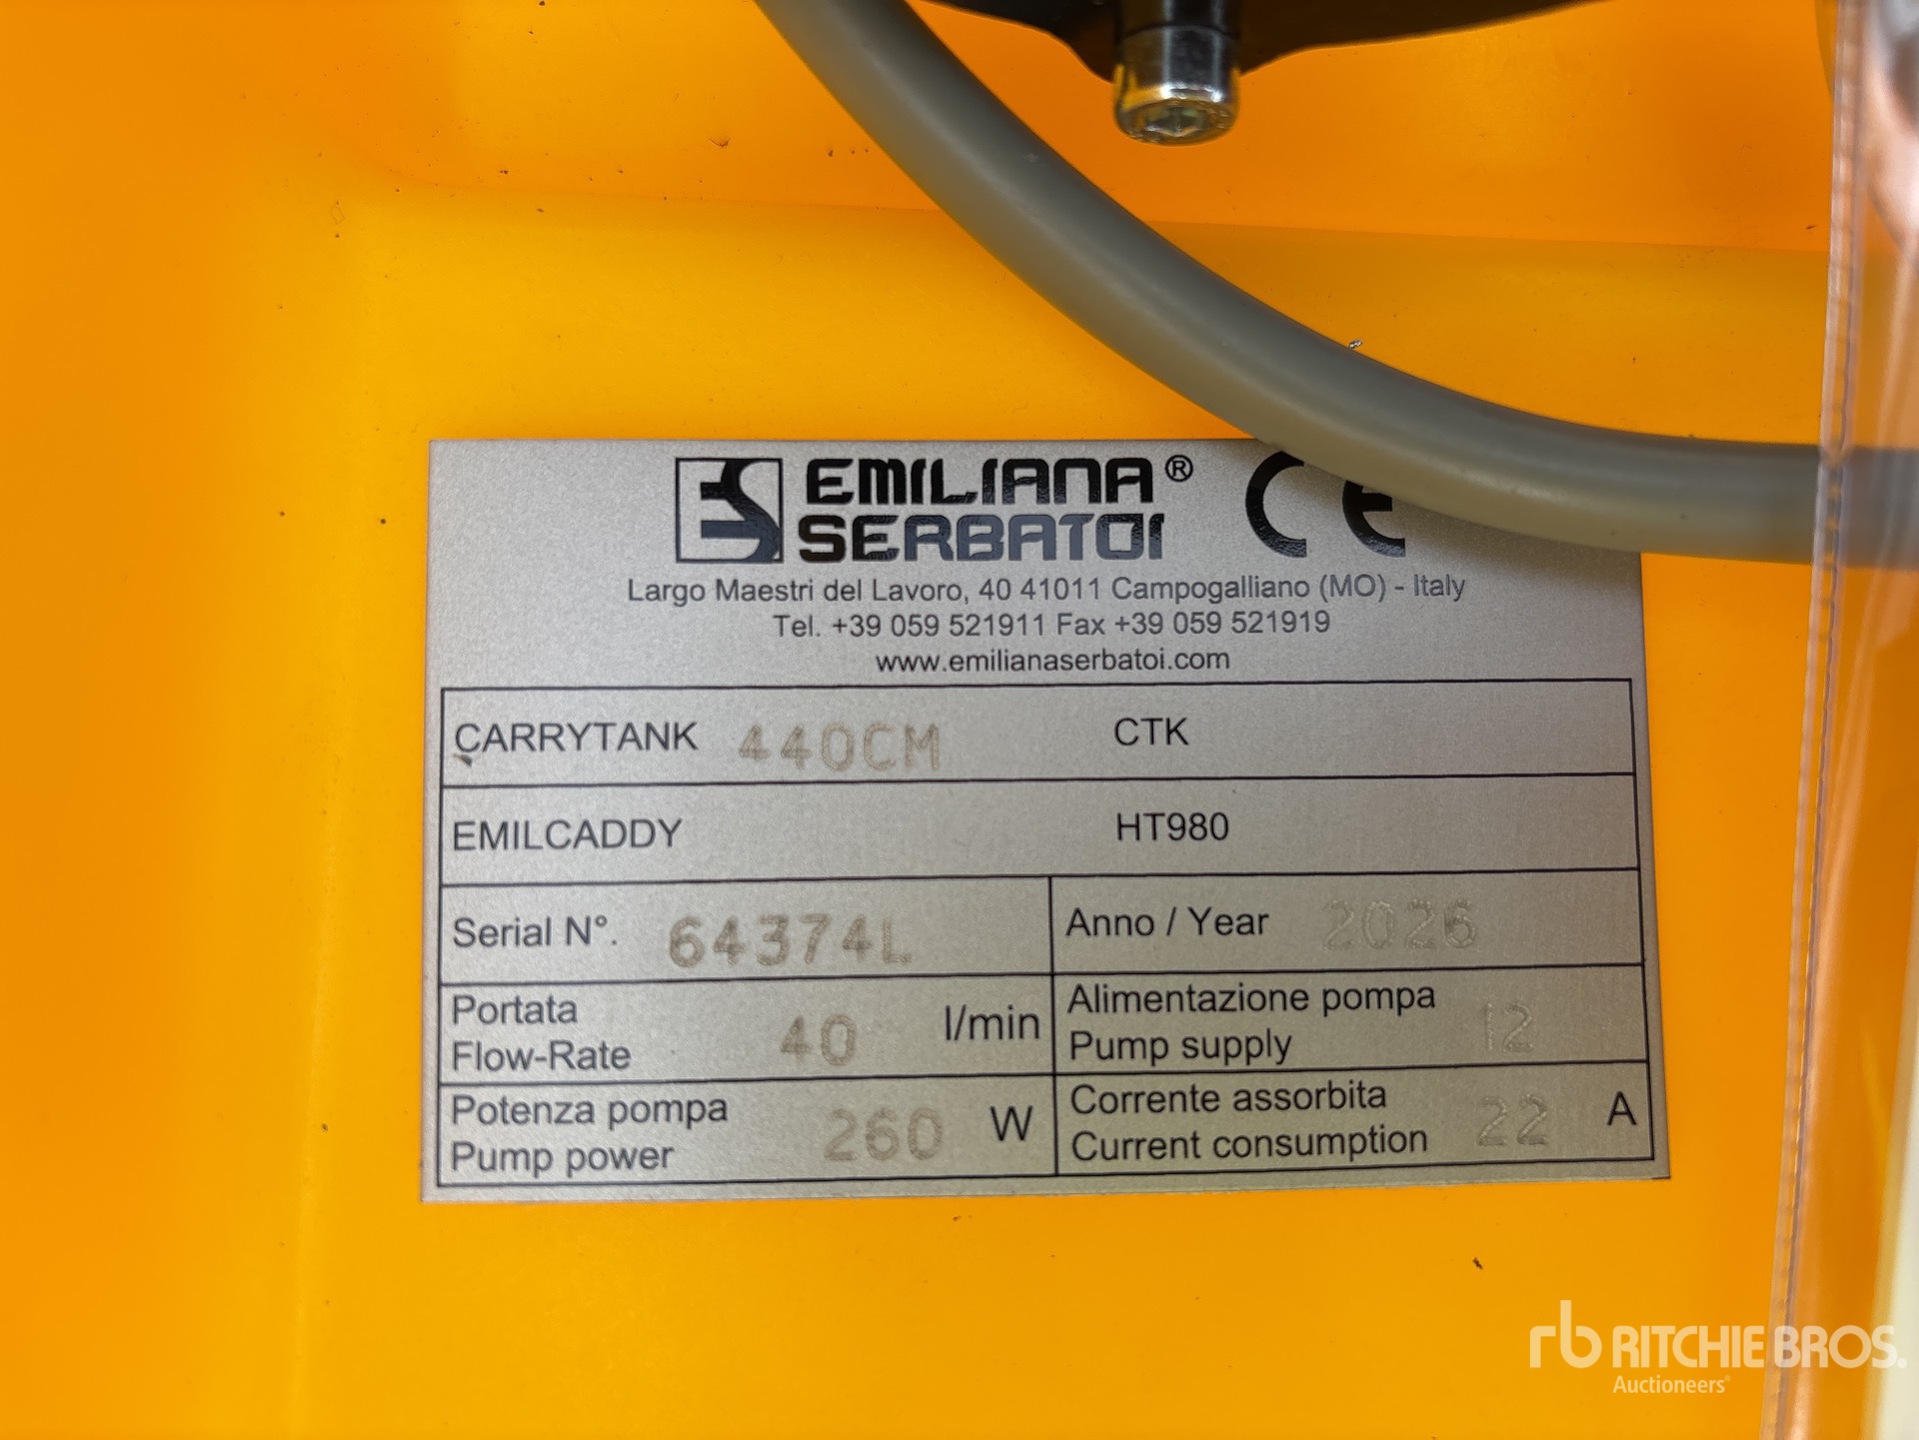 EMILIANA®
SERBATOI CE
Largo Maestri del Lavoro, 40 41011 Campogalliano (MO) - Italy
Tel. +39 059 521911 Fax +39 059 521919
www.emilianaserbatoi.com
CARRYTANK 440CM CTK
EMILCADDY HT980
Serial N°. 64374L Anno / Year 2026
Portata
Flow-Rate 40 l/min
Alimentazione pompa
Pump supply 12
Potenza pompa
Pump power 260 W
Corrente assorbita
Current consumption 22 A
rb RITCHIE BROS.
Auctioneers